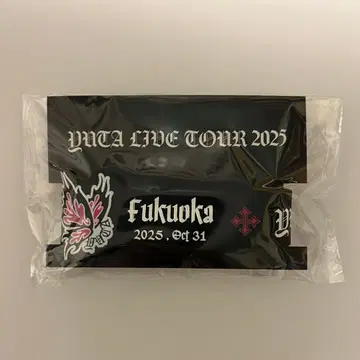 YUTA LIVE TOUR 2025
Fukuoka
2025 . Oct 31
Y